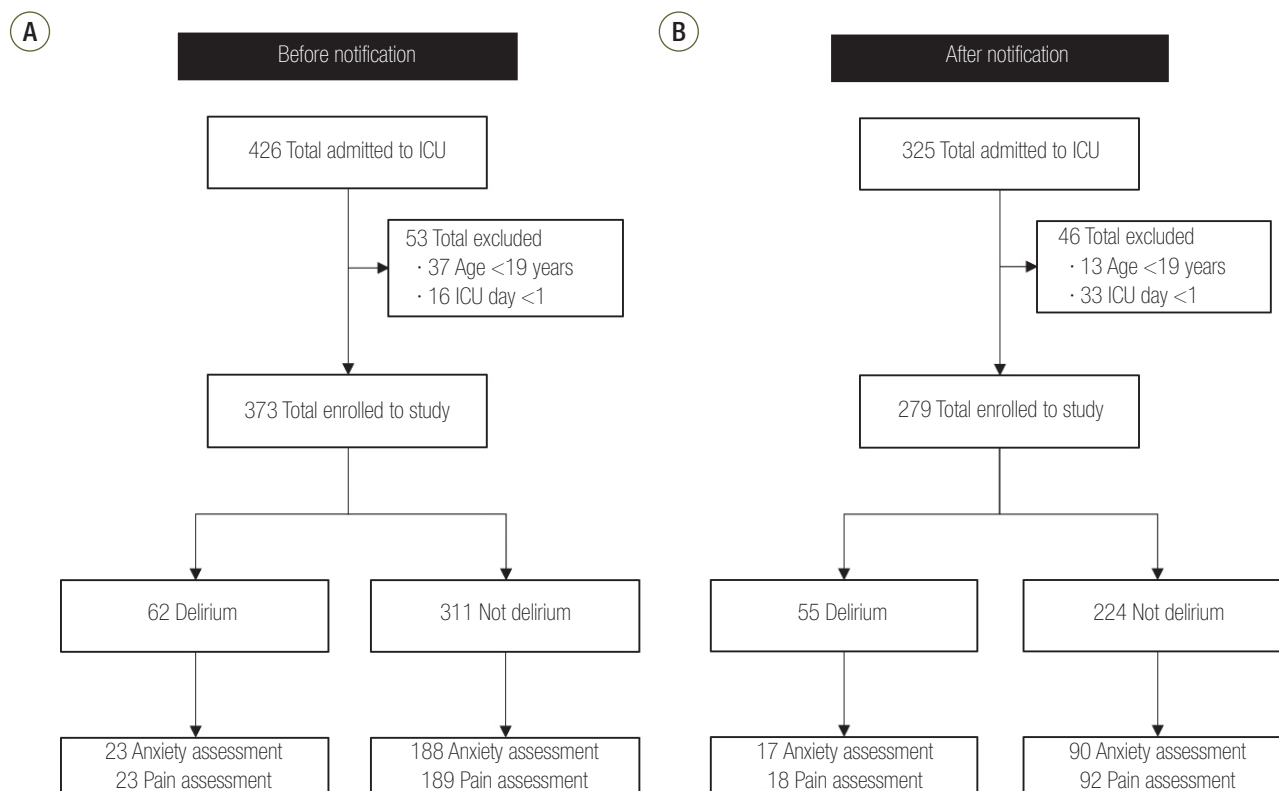 A
Before notification
426 Total admitted to ICU
53 Total excluded
· 37 Age <19 years
· 16 ICU day <1
373 Total enrolled to study
62 Delirium
311 Not delirium
23 Anxiety assessment
23 Pain assessment
188 Anxiety assessment
189 Pain assessment
B
After notification
325 Total admitted to ICU
46 Total excluded
· 13 Age <19 years
· 33 ICU day <1
279 Total enrolled to study
55 Delirium
224 Not delirium
17 Anxiety assessment
18 Pain assessment
90 Anxiety assessment
92 Pain assessment